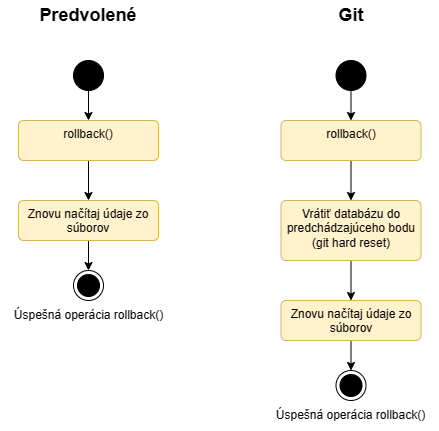 Predvolené
rollback()
Znovu načítaj údaje zo
súborov
Úspešná operácia rollback()
Git
rollback()
Vrátiť databázu do
predchádzajúceho bodu
(git hard reset)
Znovu načítaj údaje zo
súborov
Úspešná operácia rollback()